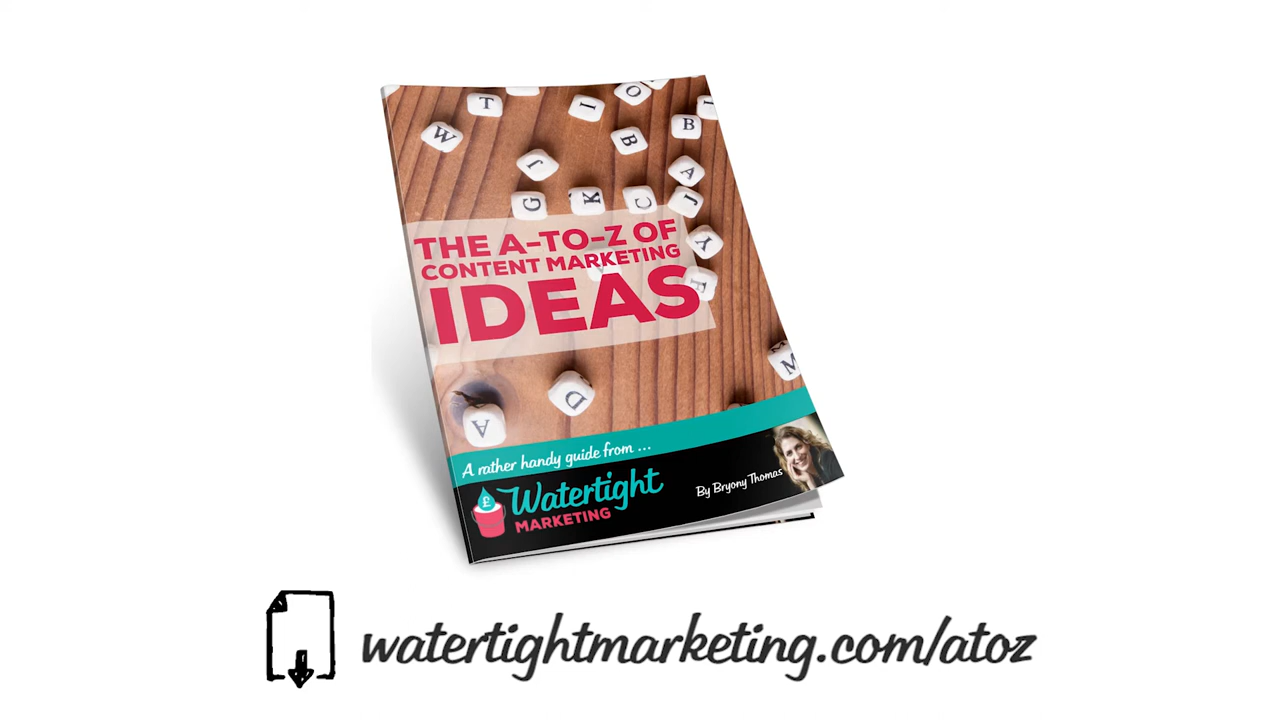 T
I
O
I
W
B
B
J
A
G
K
C
J
Y
THE A-TO-Z OF
CONTENT MARKETING
IDEAS
M
D
A
A rather handy guide from ...
£
Watertight
MARKETING
By Bryony Thomas
watertightmarketing.com/atoz